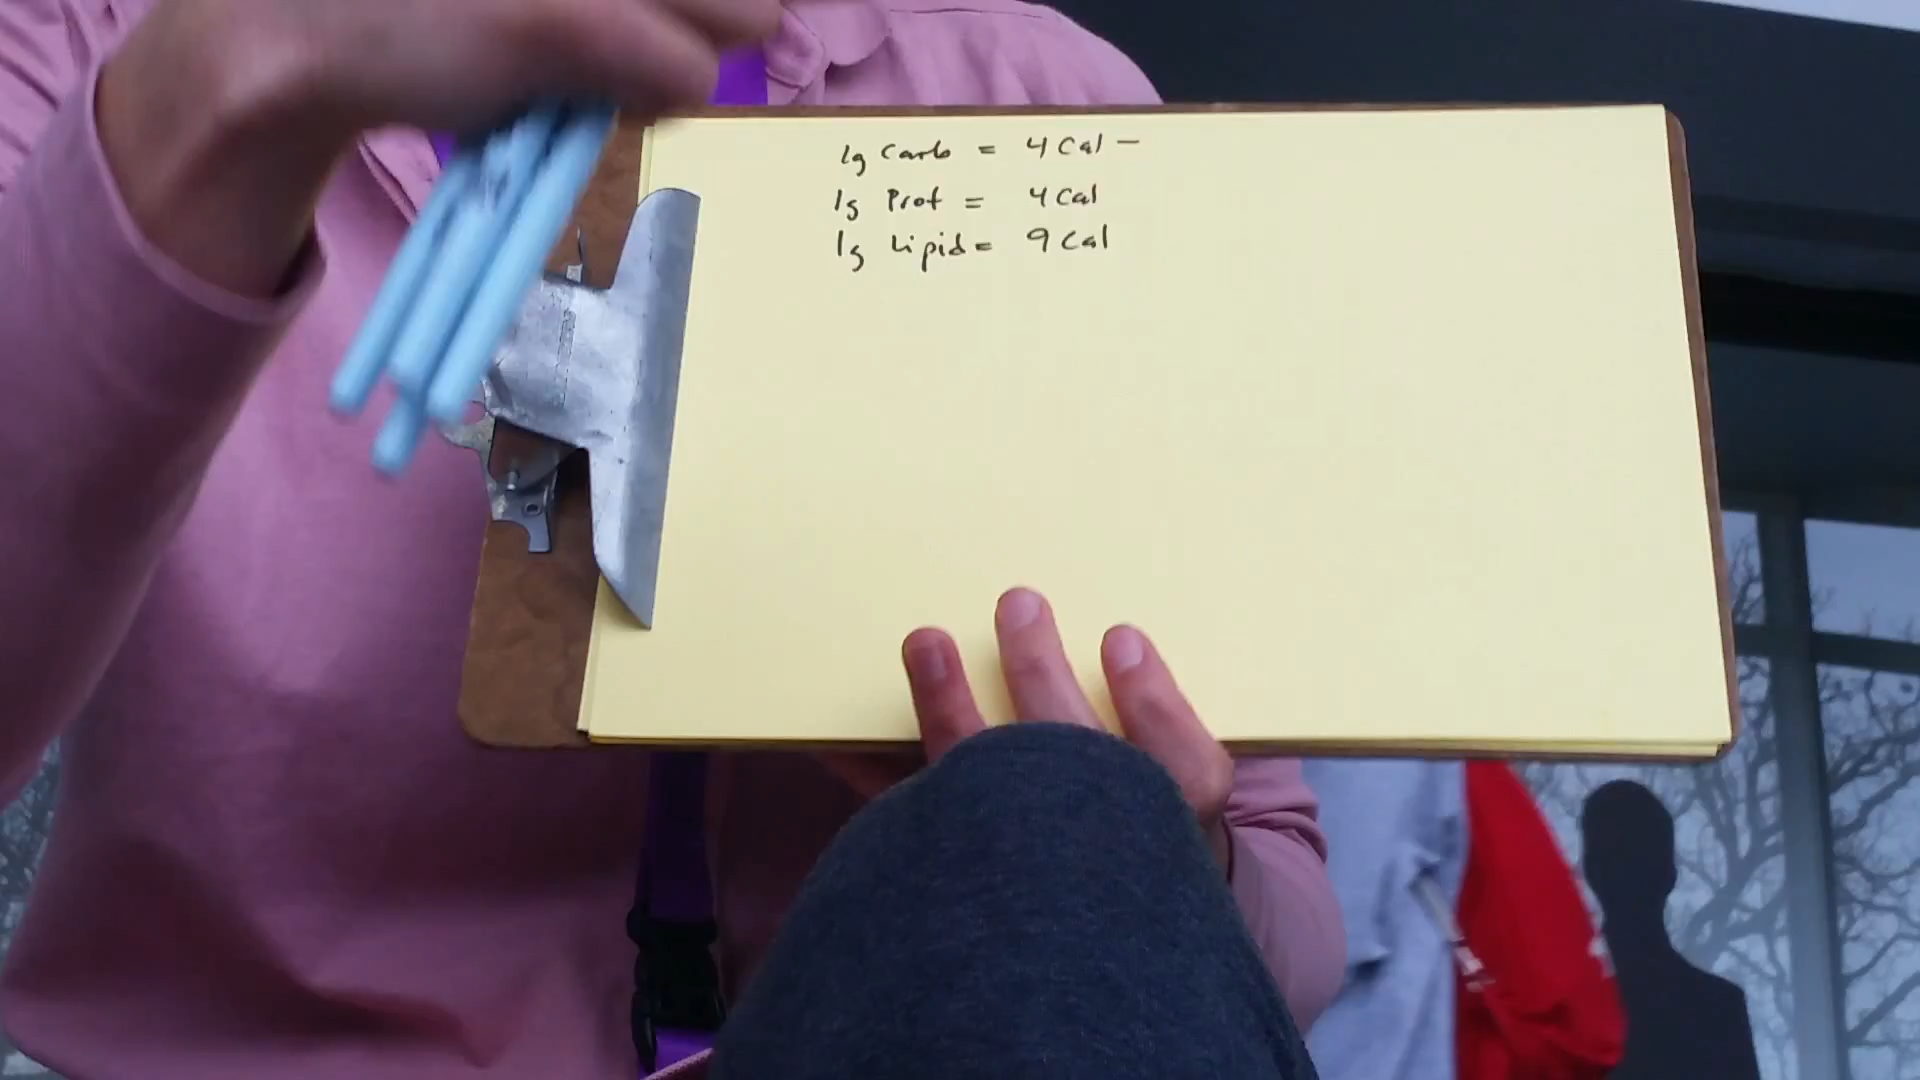 1g Carb = 4 Cal -
1g Prot = 4 Cal
1g Lipid = 9 Cal